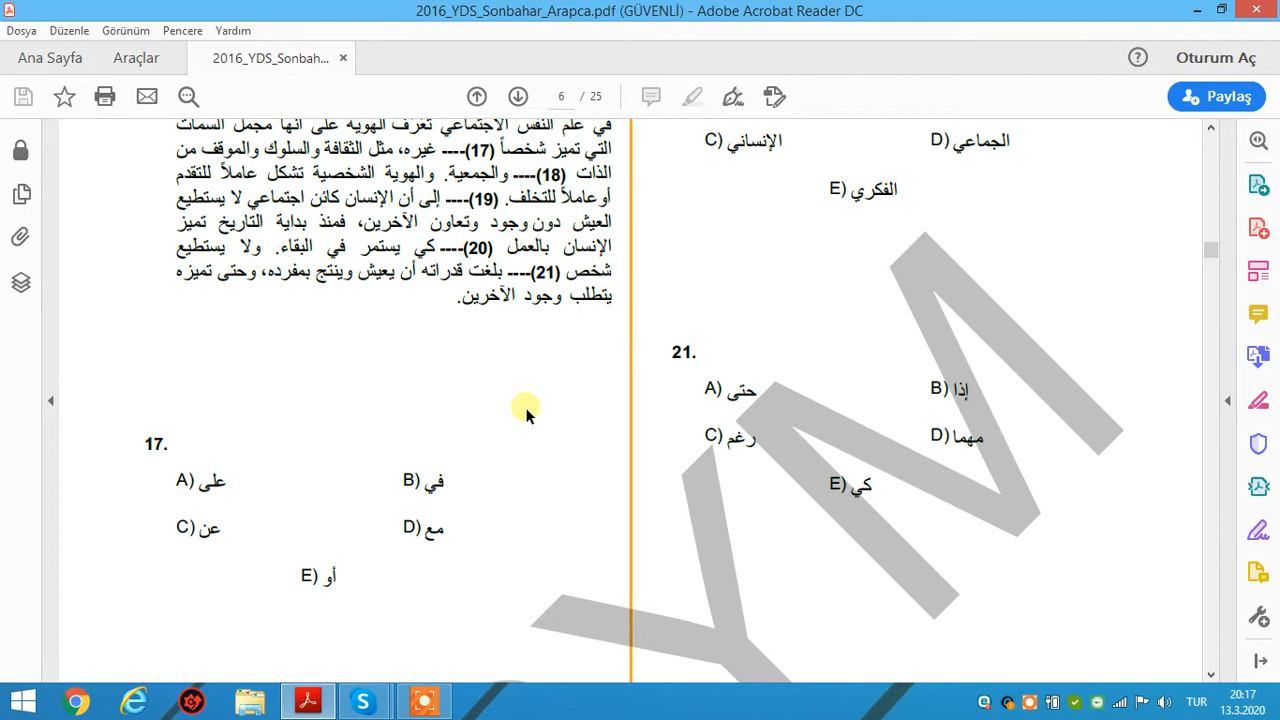 2016_YDS_Sonbahar_Arapca.pdf (GÜVENLİ) - Adobe Acrobat Reader DC
Dosya Düzenle Görünüm Pencere Yardım
Ana Sayfa Araçlar 2016_YDS_Sonbah... × Oturum Aç
6 / 25 Paylaş
في علم النفس الاجتماعي تعرّف الهوية على أنها مجمل السمات
التي تميز شخصاً (17)---- غيره، مثل الثقافة والسلوك والموقف من
الذات (18)---- والجمعية. والهوية الشخصية تشكل عاملاً للتقدم
أو عاملاً للتخلف. (19)---- إلى أن الإنسان كائن اجتماعي لا يستطيع
العيش دون وجود وتعاون الآخرين، فمنذ بداية التاريخ تميز
الإنسان بالعمل (20)---- كي يستمر في البقاء. ولا يستطيع
شخص (21)---- بلغت قدراته أن يعيش وينتج بمفرده، وحتى تميزه
يتطلب وجود الآخرين.
17.
A) على B) في
C) عن D) مع
E) أو
C) الإنساني D) الجماعي
E) الفكري
21.
A) حتى B) إذا
C) رغم D) مهما
E) كي
YM
TUR
20:17
13.3.2020